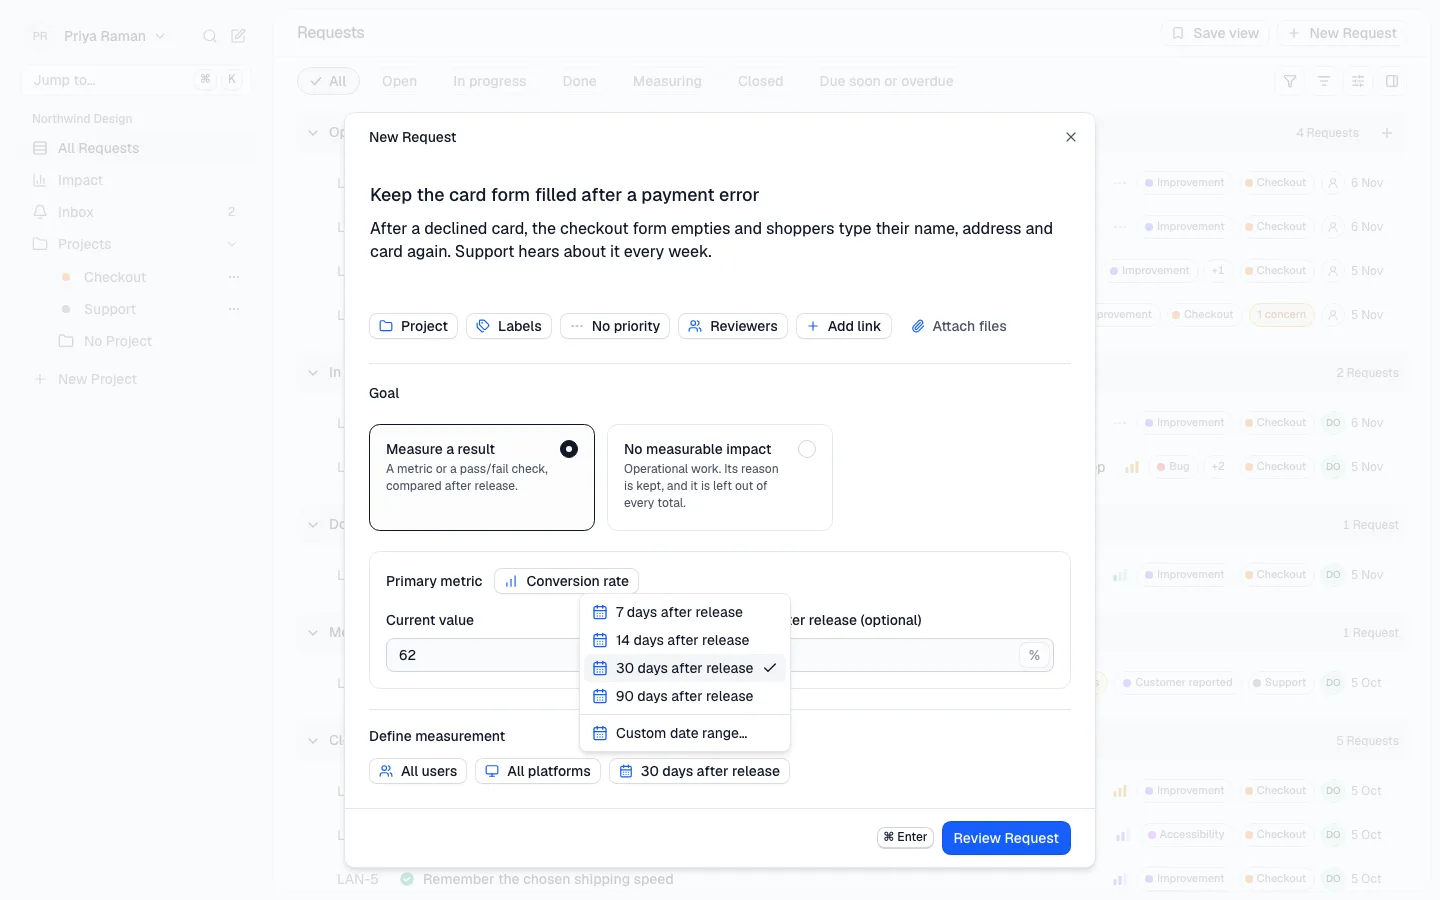 PR Priya Raman
Jump to... ⌘ K
Northwind Design
All Requests
Impact
Inbox 2
Projects
Checkout
Support
No Project
New Project
Requests
Save view
New Request
All
Open
In progress
Done
Measuring
Closed
Due soon or overdue
4 Requests
Improvement Checkout 6 Nov
Improvement Checkout 6 Nov
Improvement +1 Checkout 5 Nov
provement Checkout 1 concern 5 Nov
In
2 Requests
Improvement Checkout DO 6 Nov
Bug +2 Checkout DO 5 Nov
1 Request
Improvement Checkout DO 5 Nov
1 Request
Customer reported Support DO 5 Oct
5 Requests
Improvement Checkout DO 5 Oct
Accessibility Checkout DO 5 Oct
LAN-5 Remember the chosen shipping speed
Improvement Checkout DO 5 Oct
New Request
Keep the card form filled after a payment error
After a declined card, the checkout form empties and shoppers type their name, address and
card again. Support hears about it every week.
Project
Labels
No priority
Reviewers
Add link
Attach files
Goal
Measure a result
A metric or a pass/fail check,
compared after release.
No measurable impact
Operational work. Its reason
is kept, and it is left out of
every total.
Primary metric
Conversion rate
Current value
ter release (optional)
62
%
7 days after release
14 days after release
30 days after release
90 days after release
Custom date range...
Define measurement
All users
All platforms
30 days after release
⌘ Enter
Review Request